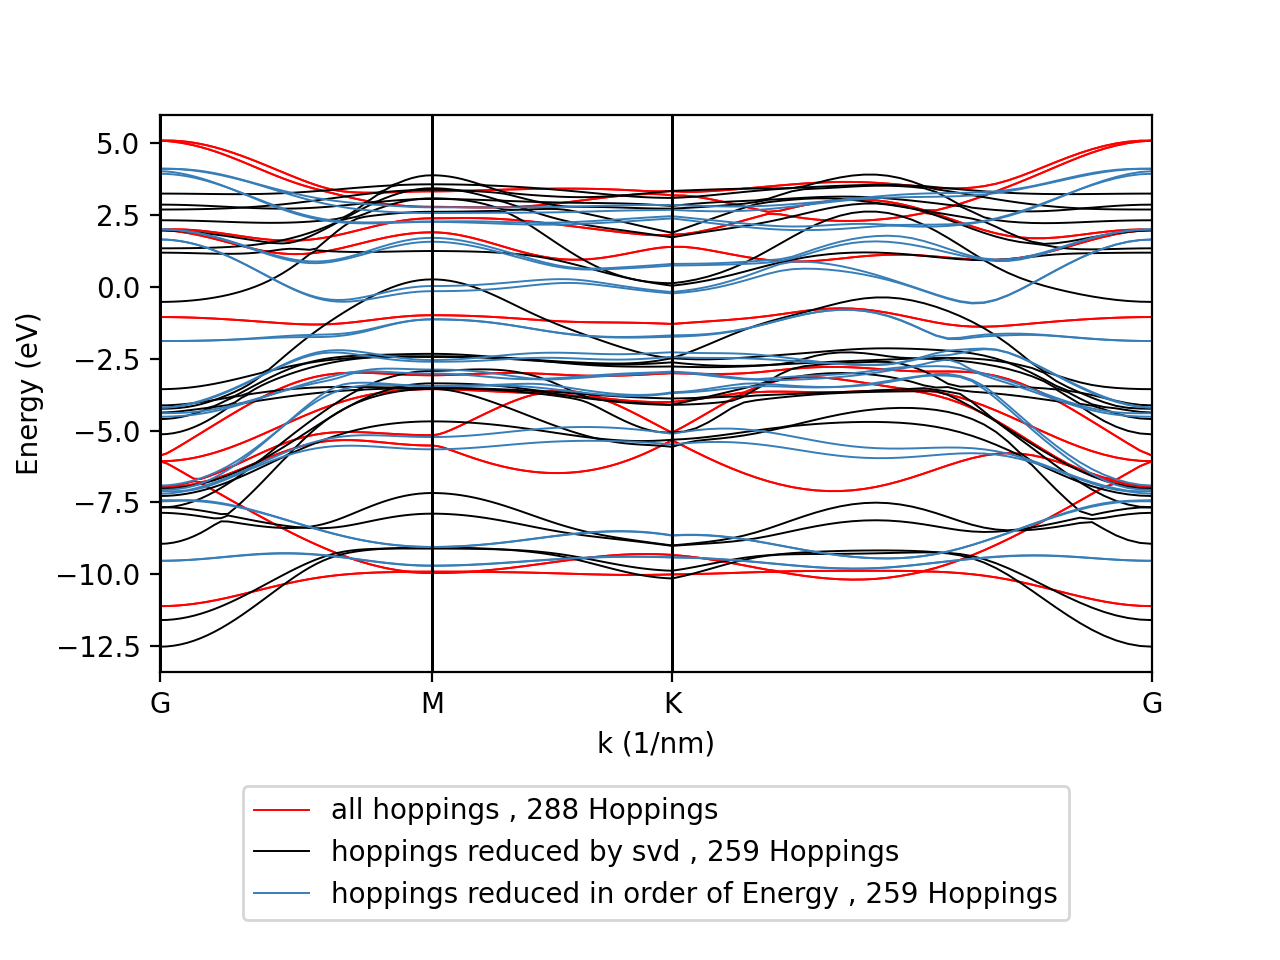 5.0
2.5
0.0
−2.5
−5.0
−7.5
−10.0
−12.5
Energy (eV)
G M K G
k (1/nm)
all hoppings , 288 Hoppings
hoppings reduced by svd , 259 Hoppings
hoppings reduced in order of Energy , 259 Hoppings